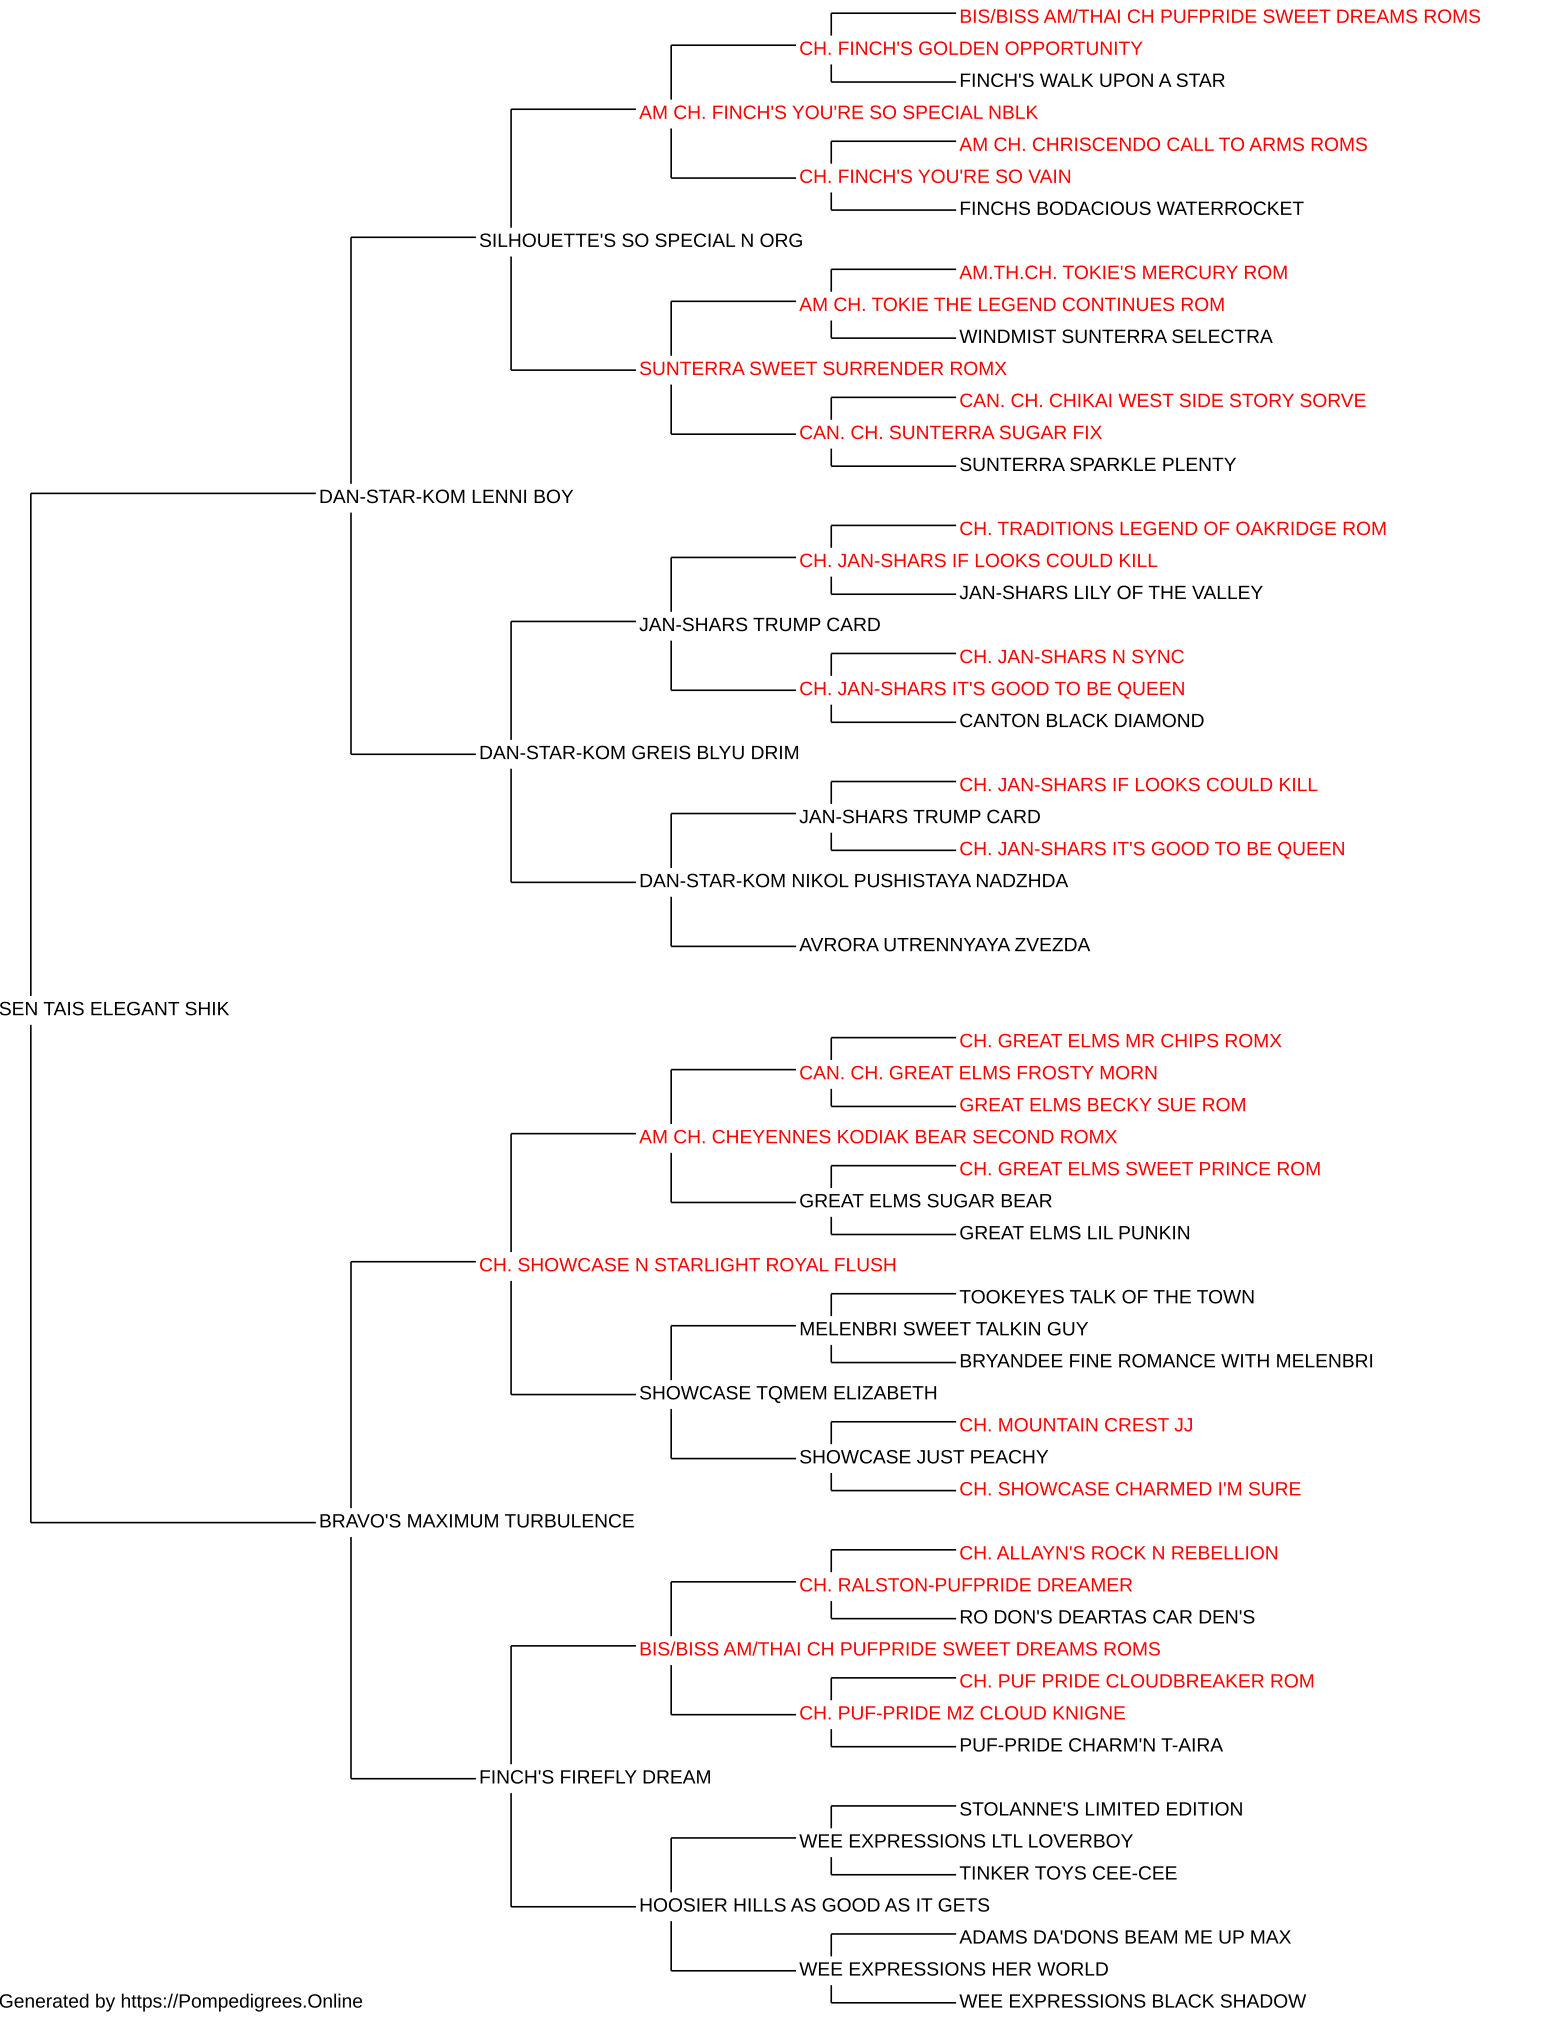 BIS/BISS AM/THAI CH PUFPRIDE SWEET DREAMS ROMS
CH. FINCH'S GOLDEN OPPORTUNITY
FINCH'S WALK UPON A STAR
AM CH. FINCH'S YOU'RE SO SPECIAL NBLK
AM CH. CHRISCENDO CALL TO ARMS ROMS
CH. FINCH'S YOU'RE SO VAIN
FINCHS BODACIOUS WATERROCKET
SILHOUETTE'S SO SPECIAL N ORG
AM.TH.CH. TOKIE'S MERCURY ROM
AM CH. TOKIE THE LEGEND CONTINUES ROM
WINDMIST SUNTERRA SELECTRA
SUNTERRA SWEET SURRENDER ROMX
CAN. CH. CHIKAI WEST SIDE STORY SORVE
CAN. CH. SUNTERRA SUGAR FIX
SUNTERRA SPARKLE PLENTY
DAN-STAR-KOM LENNI BOY
CH. TRADITIONS LEGEND OF OAKRIDGE ROM
CH. JAN-SHARS IF LOOKS COULD KILL
JAN-SHARS LILY OF THE VALLEY
JAN-SHARS TRUMP CARD
CH. JAN-SHARS N SYNC
CH. JAN-SHARS IT'S GOOD TO BE QUEEN
CANTON BLACK DIAMOND
DAN-STAR-KOM GREIS BLYU DRIM
CH. JAN-SHARS IF LOOKS COULD KILL
JAN-SHARS TRUMP CARD
CH. JAN-SHARS IT'S GOOD TO BE QUEEN
DAN-STAR-KOM NIKOL PUSHISTAYA NADZHDA
AVRORA UTRENNYAYA ZVEZDA
SEN TAIS ELEGANT SHIK
CH. GREAT ELMS MR CHIPS ROMX
CAN. CH. GREAT ELMS FROSTY MORN
GREAT ELMS BECKY SUE ROM
AM CH. CHEYENNES KODIAK BEAR SECOND ROMX
CH. GREAT ELMS SWEET PRINCE ROM
GREAT ELMS SUGAR BEAR
GREAT ELMS LIL PUNKIN
CH. SHOWCASE N STARLIGHT ROYAL FLUSH
TOOKEYES TALK OF THE TOWN
MELENBRI SWEET TALKIN GUY
BRYANDEE FINE ROMANCE WITH MELENBRI
SHOWCASE TQMEM ELIZABETH
CH. MOUNTAIN CREST JJ
SHOWCASE JUST PEACHY
CH. SHOWCASE CHARMED I'M SURE
BRAVO'S MAXIMUM TURBULENCE
CH. ALLAYN'S ROCK N REBELLION
CH. RALSTON-PUFPRIDE DREAMER
RO DON'S DEARTAS CAR DEN'S
BIS/BISS AM/THAI CH PUFPRIDE SWEET DREAMS ROMS
CH. PUF PRIDE CLOUDBREAKER ROM
CH. PUF-PRIDE MZ CLOUD KNIGNE
PUF-PRIDE CHARM'N T-AIRA
FINCH'S FIREFLY DREAM
STOLANNE'S LIMITED EDITION
WEE EXPRESSIONS LTL LOVERBOY
TINKER TOYS CEE-CEE
HOOSIER HILLS AS GOOD AS IT GETS
ADAMS DA'DONS BEAM ME UP MAX
WEE EXPRESSIONS HER WORLD
WEE EXPRESSIONS BLACK SHADOW
Generated by https://Pompedigrees.Online